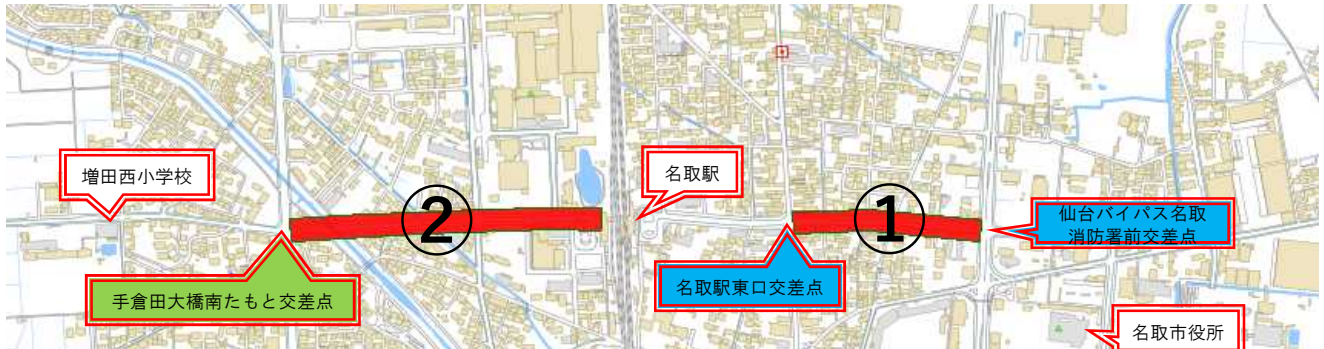 増田西小学校
②
名取駅
①
仙台バイパス名取
消防署前交差点
手倉田大橋南たもと交差点
名取駅東口交差点
名取市役所